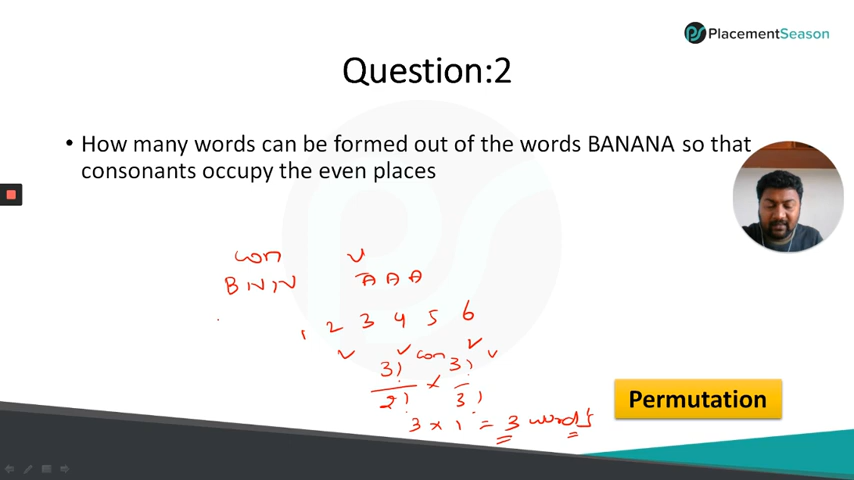 PlacementSeason
Question:2
• How many words can be formed out of the words BANANA so that
consonants occupy the even places
con V
B N N A A A
1 2 3 4 5 6
con V
3! / 2! × 3! / 3!
3 × 1 = 3 words
Permutation